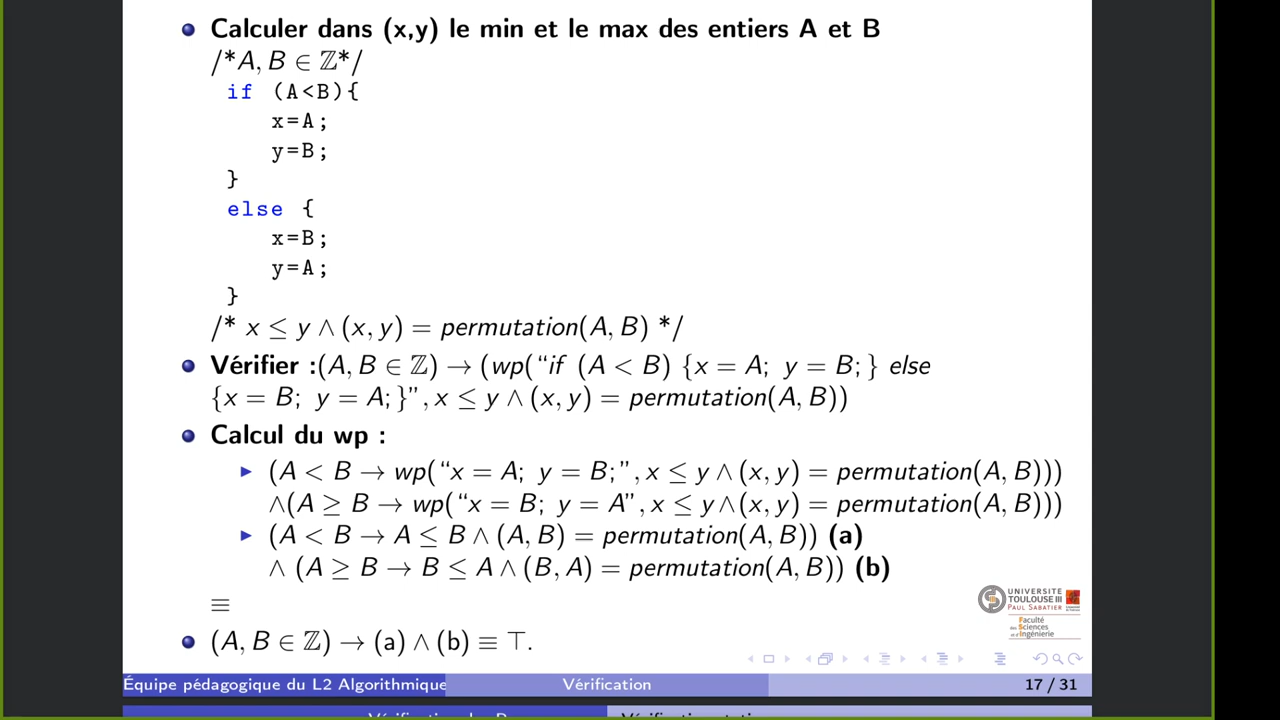 Calculer dans (x,y) le min et le max des entiers A et B
/*A, B ∈ ℤ*/
if (A<B){
x=A;
y=B;
}
else {
x=B;
y=A;
}
/* x ≤ y ∧ (x, y) = permutation(A, B) */
Vérifier :(A, B ∈ ℤ) → (wp(“if (A < B) {x = A; y = B; } else
{x = B; y = A; }”, x ≤ y ∧ (x, y) = permutation(A, B))
Calcul du wp :
(A < B → wp(“x = A; y = B;”, x ≤ y ∧ (x, y) = permutation(A, B)))
∧(A ≥ B → wp(“x = B; y = A”, x ≤ y ∧ (x, y) = permutation(A, B)))
(A < B → A ≤ B ∧ (A, B) = permutation(A, B)) (a)
∧ (A ≥ B → B ≤ A ∧ (B, A) = permutation(A, B)) (b)
≡
(A, B ∈ ℤ) → (a) ∧ (b) ≡ ⊤.
UNIVERSITE
TOULOUSE III
PAUL SABATIER
Faculté
des Sciences
et d'Ingénierie
Équipe pédagogique du L2 Algorithmique
Vérification
17 / 31